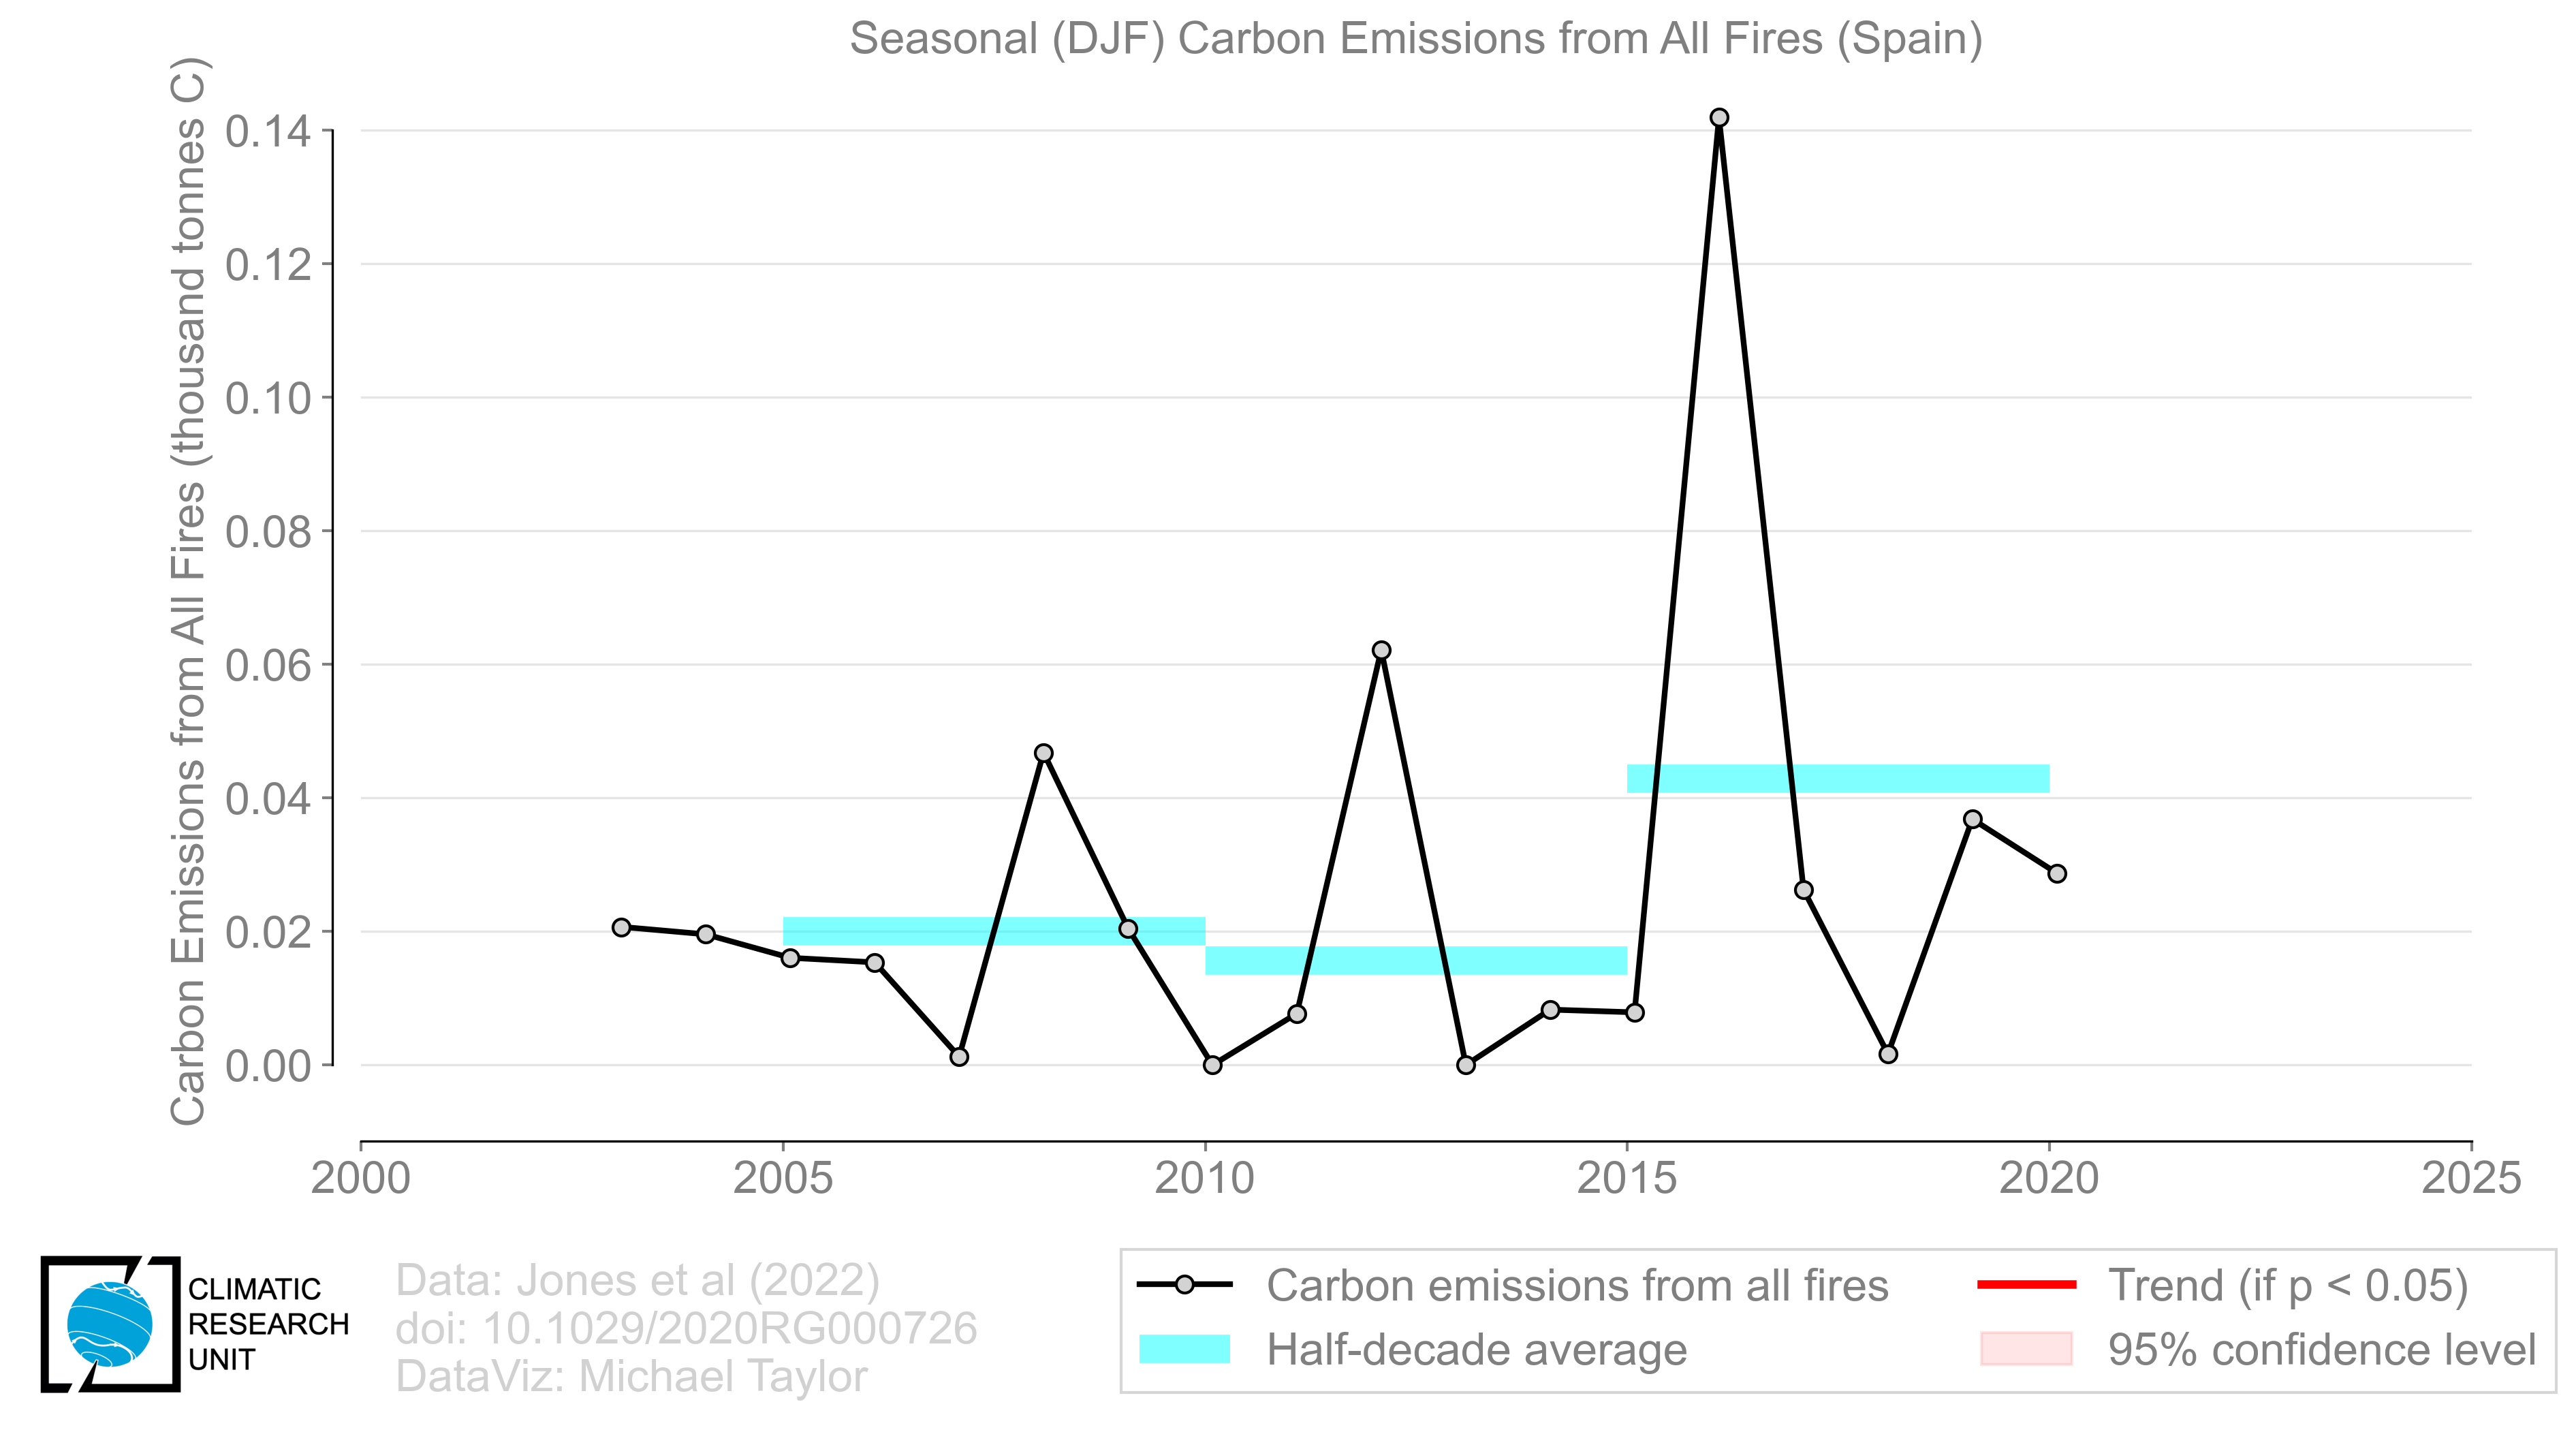 Seasonal (DJF) Carbon Emissions from All Fires (Spain)
Carbon Emissions from All Fires (thousand tonnes C)
0.14
0.12
0.10
0.08
0.06
0.04
0.02
0.00
2000 2005 2010 2015 2020 2025
CLIMATIC
RESEARCH
UNIT
Data: Jones et al (2022)
doi: 10.1029/2020RG000726
DataViz: Michael Taylor
Carbon emissions from all fires
Half-decade average
Trend (if p < 0.05)
95% confidence level